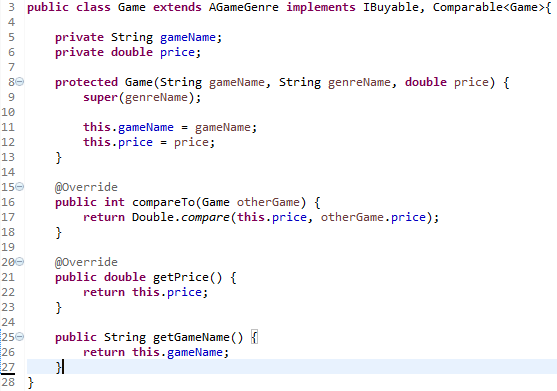 3 public class Game extends AGameGenre implements IBuyable, Comparable<Game>{
4
5     private String gameName;
6     private double price;
7
8     protected Game(String gameName, String genreName, double price) {
9         super(genreName);
10
11         this.gameName = gameName;
12         this.price = price;
13     }
14
15     @Override
16     public int compareTo(Game otherGame) {
17         return Double.compare(this.price, otherGame.price);
18     }
19
20     @Override
21     public double getPrice() {
22         return this.price;
23     }
24
25     public String getGameName() {
26         return this.gameName;
27     }
28 }